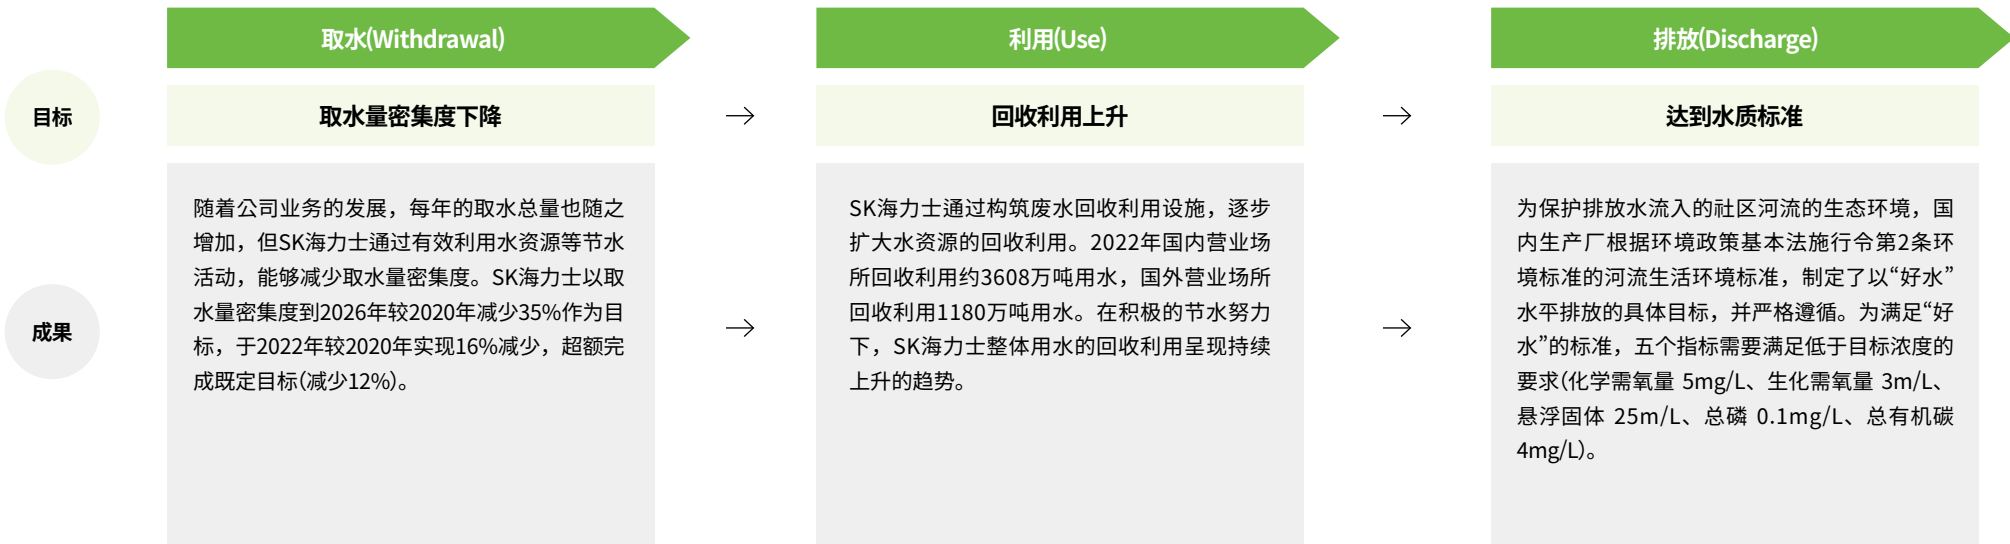 取水(Withdrawal)
利用(Use)
排放(Discharge)
目标
取水量密集度下降
→
回收利用上升
→
达到水质标准
成果
随着公司业务的发展，每年的取水总量也随之
增加，但SK海力士通过有效利用水资源等节水
活动，能够减少取水量密集度。SK海力士以取
水量密集度到2026年较2020年减少35%作为目
标，于2022年较2020年实现16%减少，超额完
成既定目标(减少12%)。
→
SK海力士通过构筑废水回收利用设施，逐步
扩大水资源的回收利用。2022年国内营业场
所回收利用约3608万吨用水，国外营业场所
回收利用1180万吨用水。在积极的节水努力
下，SK海力士整体用水的回收利用呈现持续
上升的趋势。
→
为保护排放水流入的社区河流的生态环境，国
内生产厂根据环境政策基本法施行令第2条环
境标准的河流生活环境标准，制定了以“好水”
水平排放的具体目标，并严格遵循。为满足“好
水”的标准，五个指标需要满足低于目标浓度的
要求(化学需氧量 5mg/L、生化需氧量 3m/L、
悬浮固体 25m/L、总磷 0.1mg/L、总有机碳
4mg/L)。